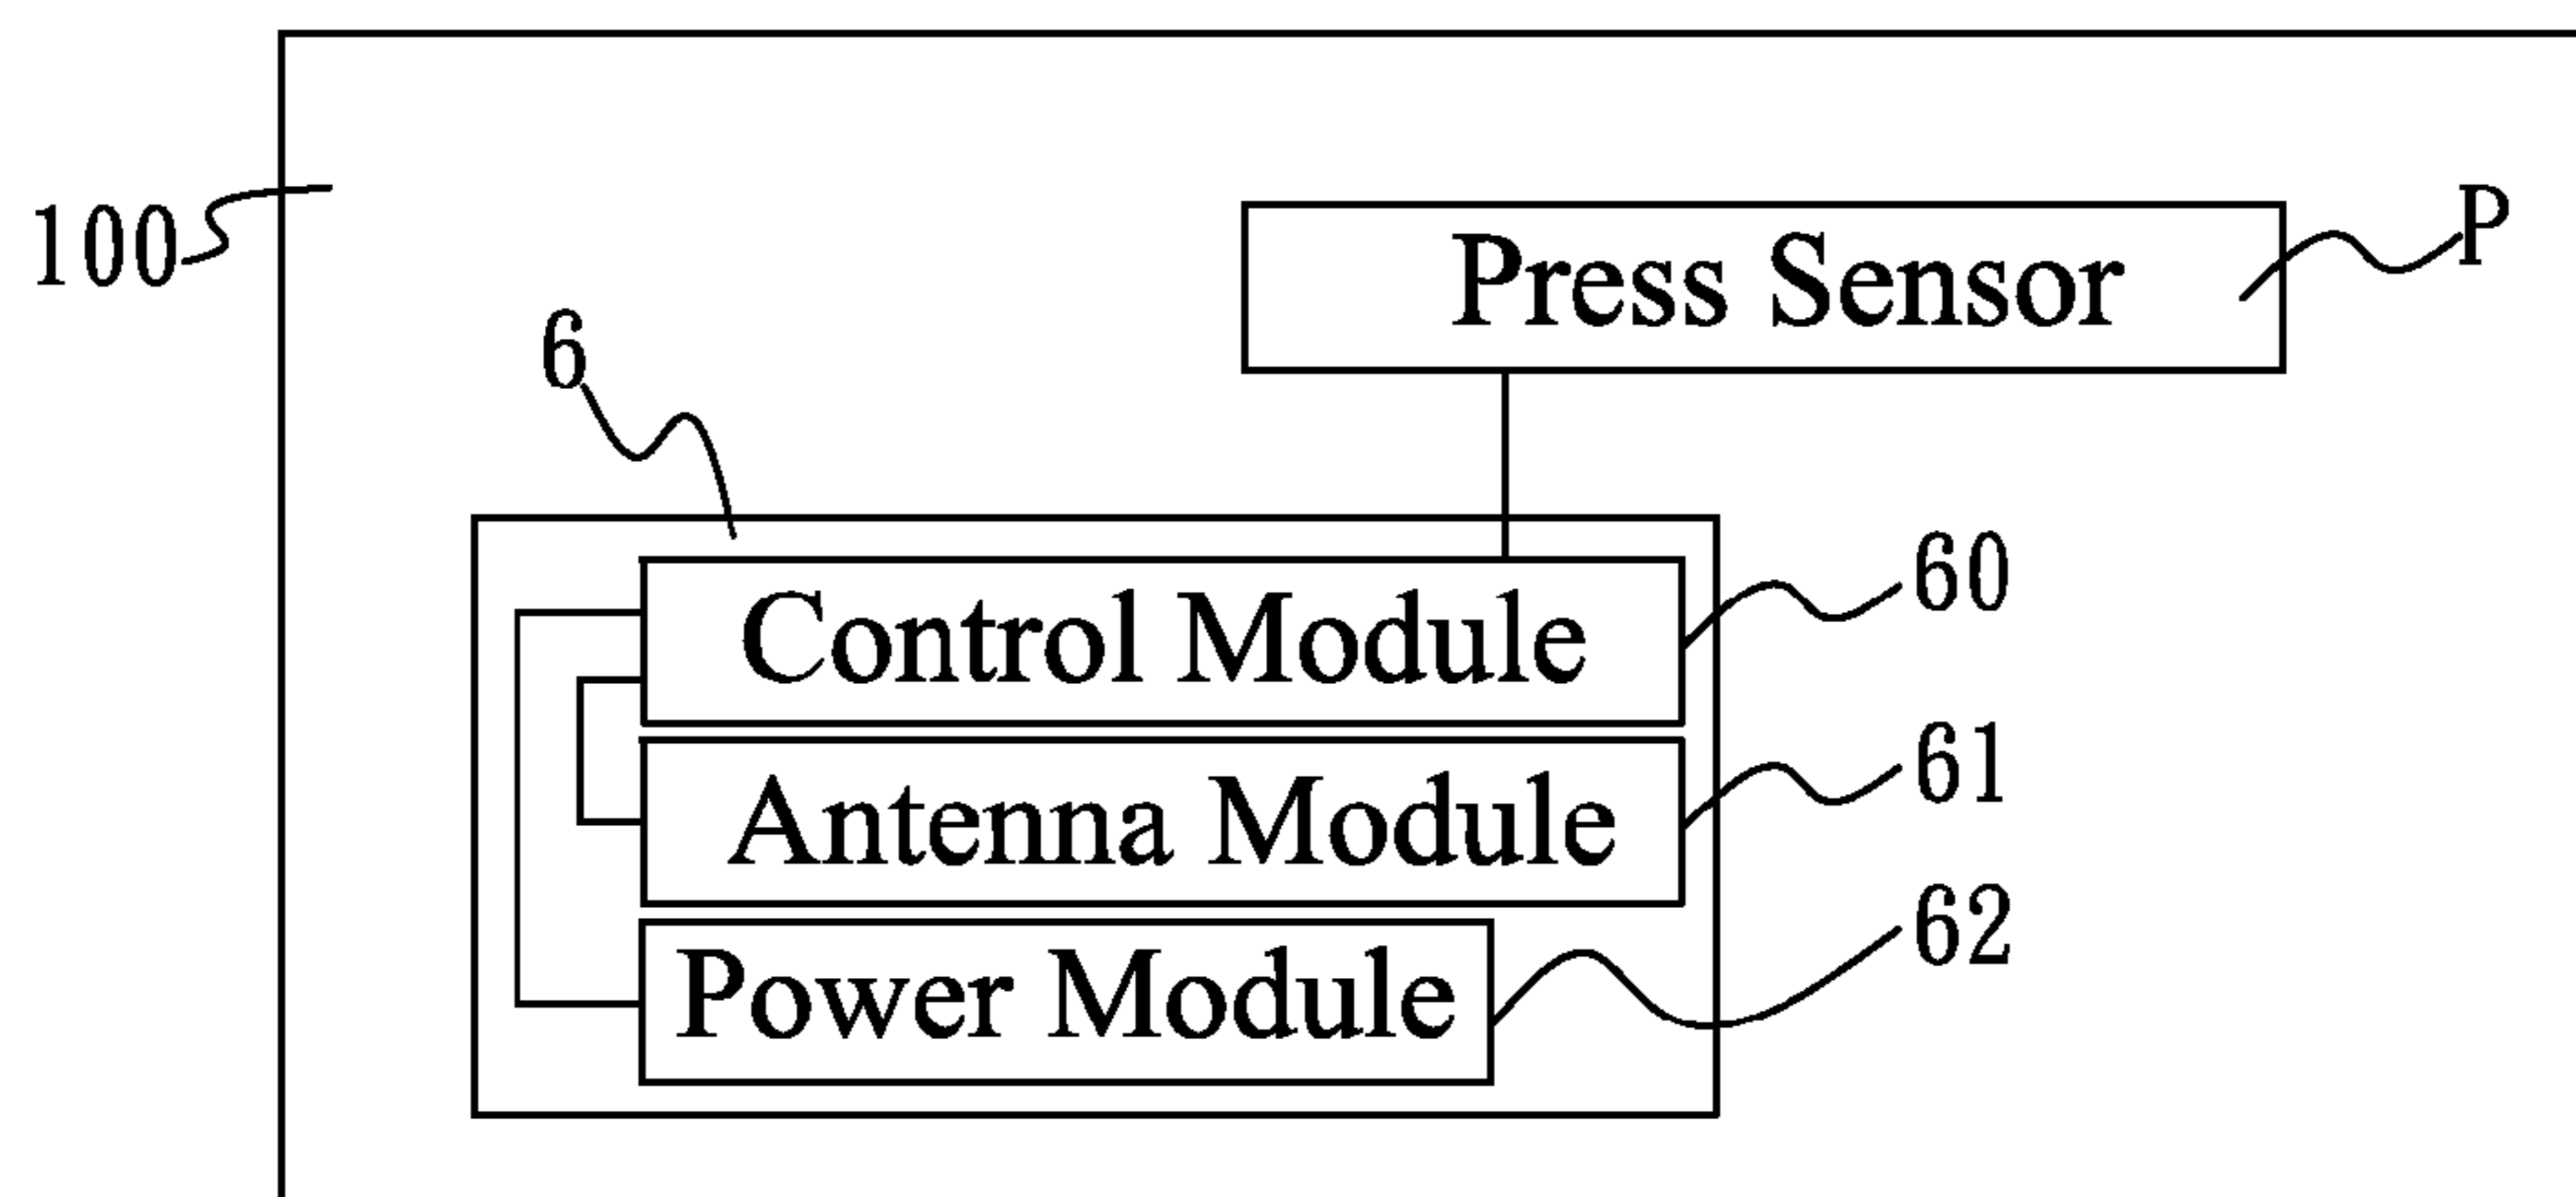 100
Press Sensor
P
6
Control Module
60
Antenna Module
61
Power Module
62